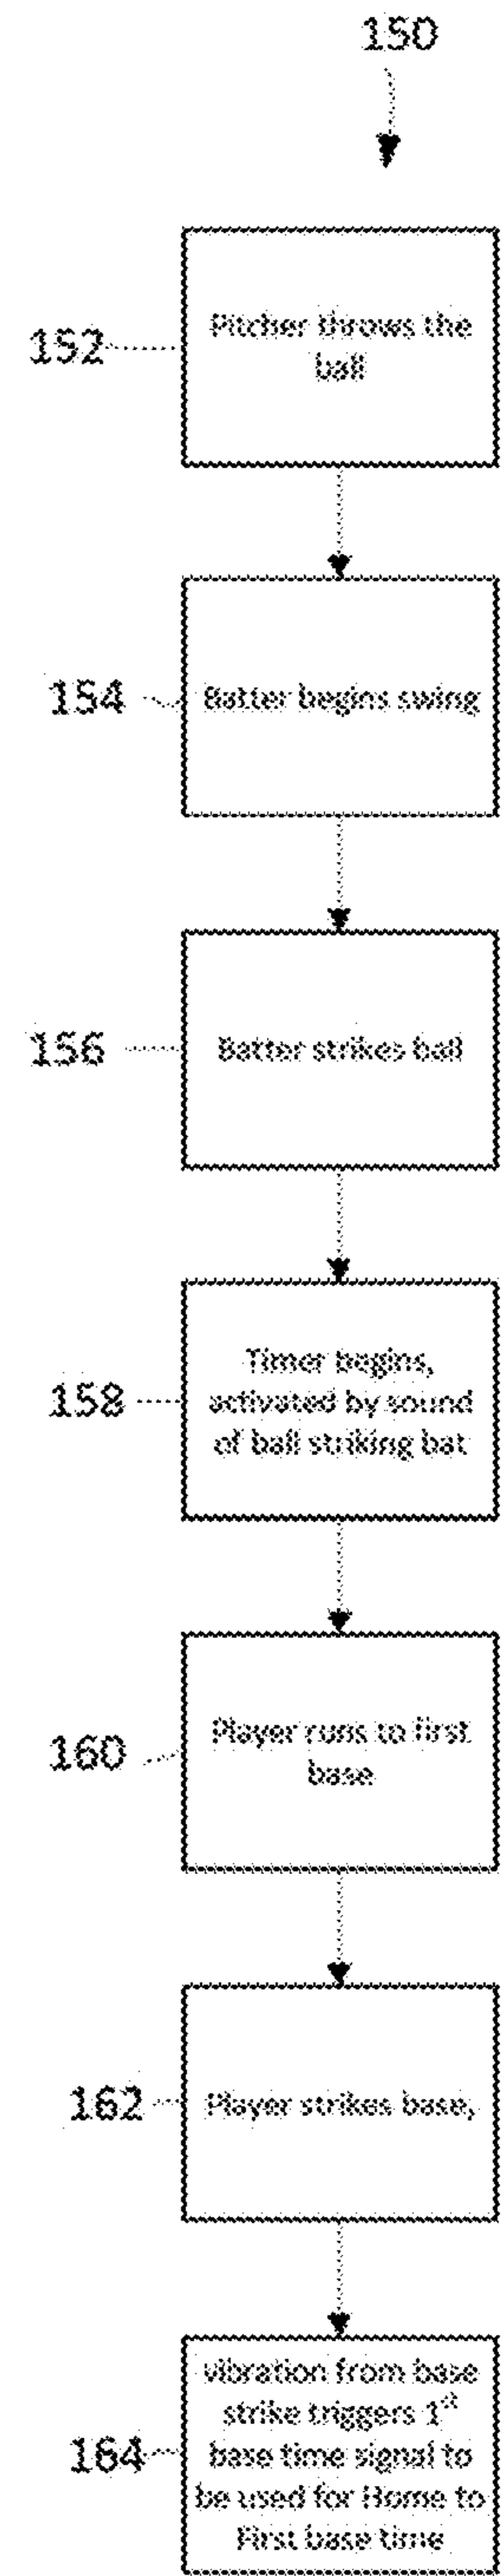 150
152
Pitcher throws the
ball
154
Batter begins swing
156
Batter strikes ball
158
Timer begins,
activated by sound
of ball striking bat
160
Player runs to first
base
162
Player strikes base,
164
vibration from base
strike triggers 1st
base time signal to
be used for Home to
First base time